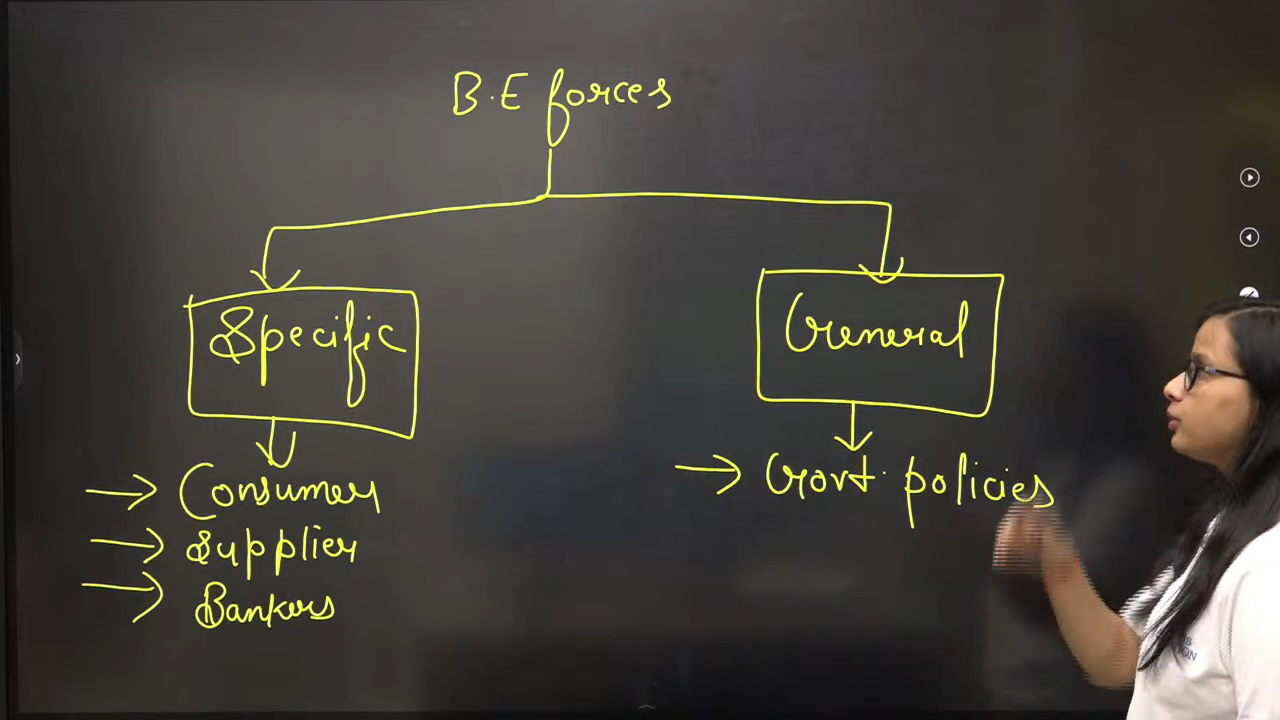 B.E forces
Specific
General
Consumer
Supplier
Bankers
Govt. policies